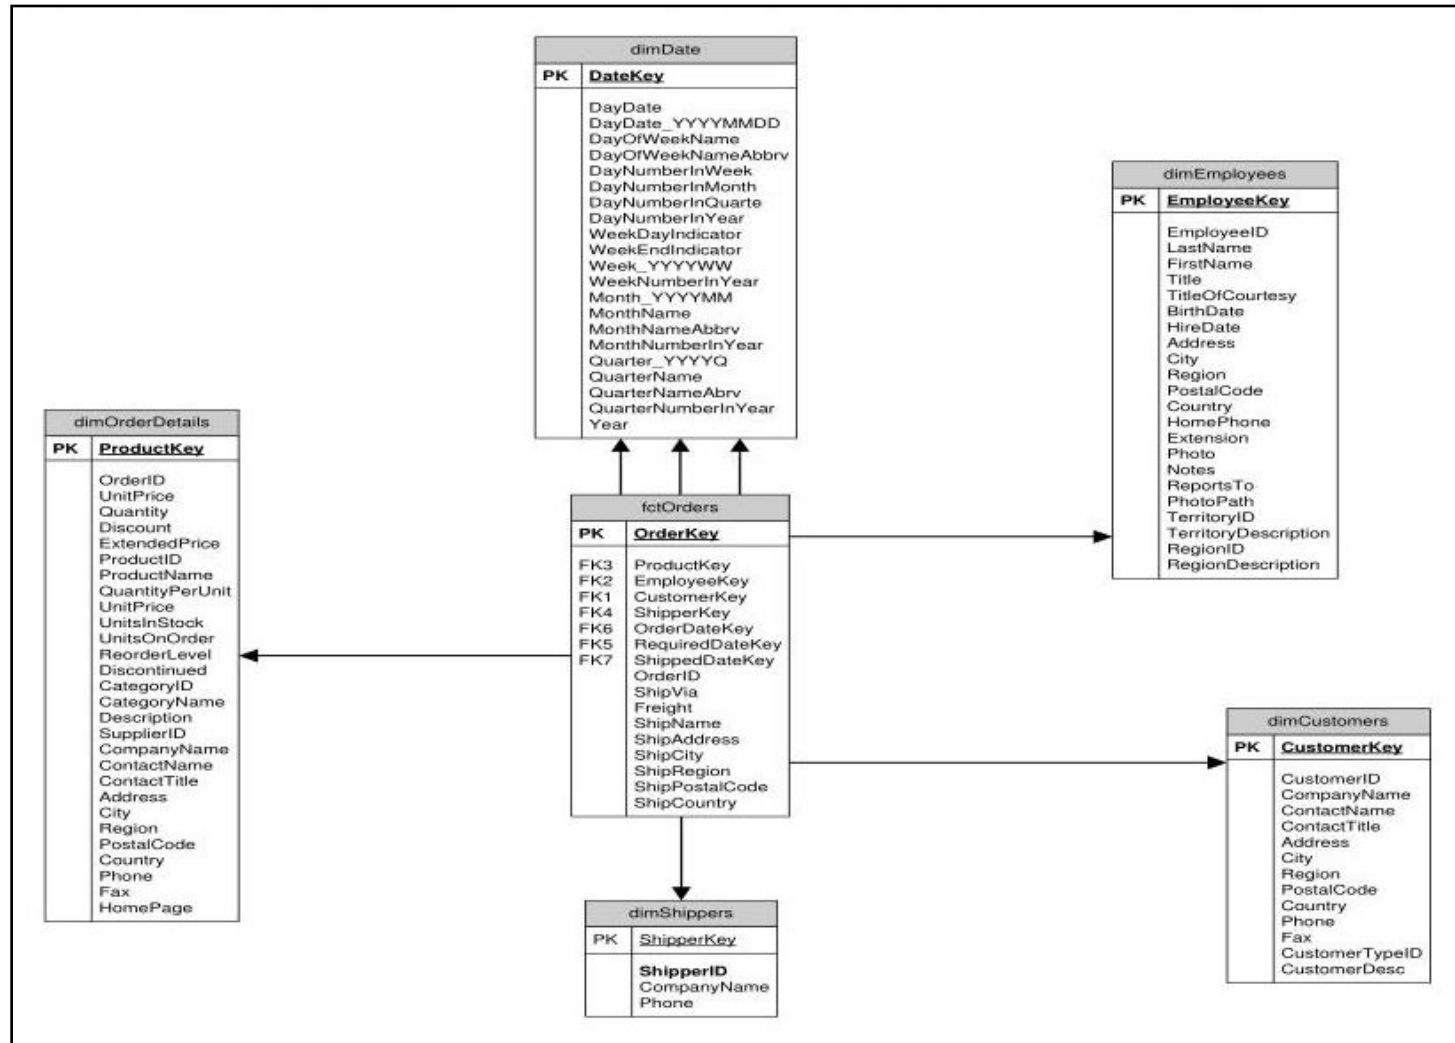 dimDate
PK DateKey
DayDate
DayDate_YYYYMMDD
DayOfWeekName
DayOfWeekNameAbbrv
DayNumberInWeek
DayNumberInMonth
DayNumberInQuarte
DayNumberInYear
WeekDayIndicator
WeekEndIndicator
Week_YYYYWW
WeekNumberInYear
Month_YYYYMM
MonthName
MonthNameAbbrv
MonthNumberInYear
Quarter_YYYYQ
QuarterName
QuarterNameAbrv
QuarterNumberInYear
Year
dimEmployees
PK EmployeeKey
EmployeeID
LastName
FirstName
Title
TitleOfCourtesy
BirthDate
HireDate
Address
City
Region
PostalCode
Country
HomePhone
Extension
Photo
Notes
ReportsTo
PhotoPath
TerritoryID
TerritoryDescription
RegionID
RegionDescription
dimOrderDetails
PK ProductKey
OrderID
UnitPrice
Quantity
Discount
ExtendedPrice
ProductID
ProductName
QuantityPerUnit
UnitPrice
UnitsInStock
UnitsOnOrder
ReorderLevel
Discontinued
CategoryID
CategoryName
Description
SupplierID
CompanyName
ContactName
ContactTitle
Address
City
Region
PostalCode
Country
Phone
Fax
HomePage
fctOrders
PK OrderKey
FK3 ProductKey
FK2 EmployeeKey
FK1 CustomerKey
FK4 ShipperKey
FK6 OrderDateKey
FK5 RequiredDateKey
FK7 ShippedDateKey
OrderID
ShipVia
Freight
ShipName
ShipAddress
ShipCity
ShipRegion
ShipPostalCode
ShipCountry
dimCustomers
PK CustomerKey
CustomerID
CompanyName
ContactName
ContactTitle
Address
City
Region
PostalCode
Country
Phone
Fax
CustomerTypeID
CustomerDesc
dimShippers
PK ShipperKey
ShipperID
CompanyName
Phone